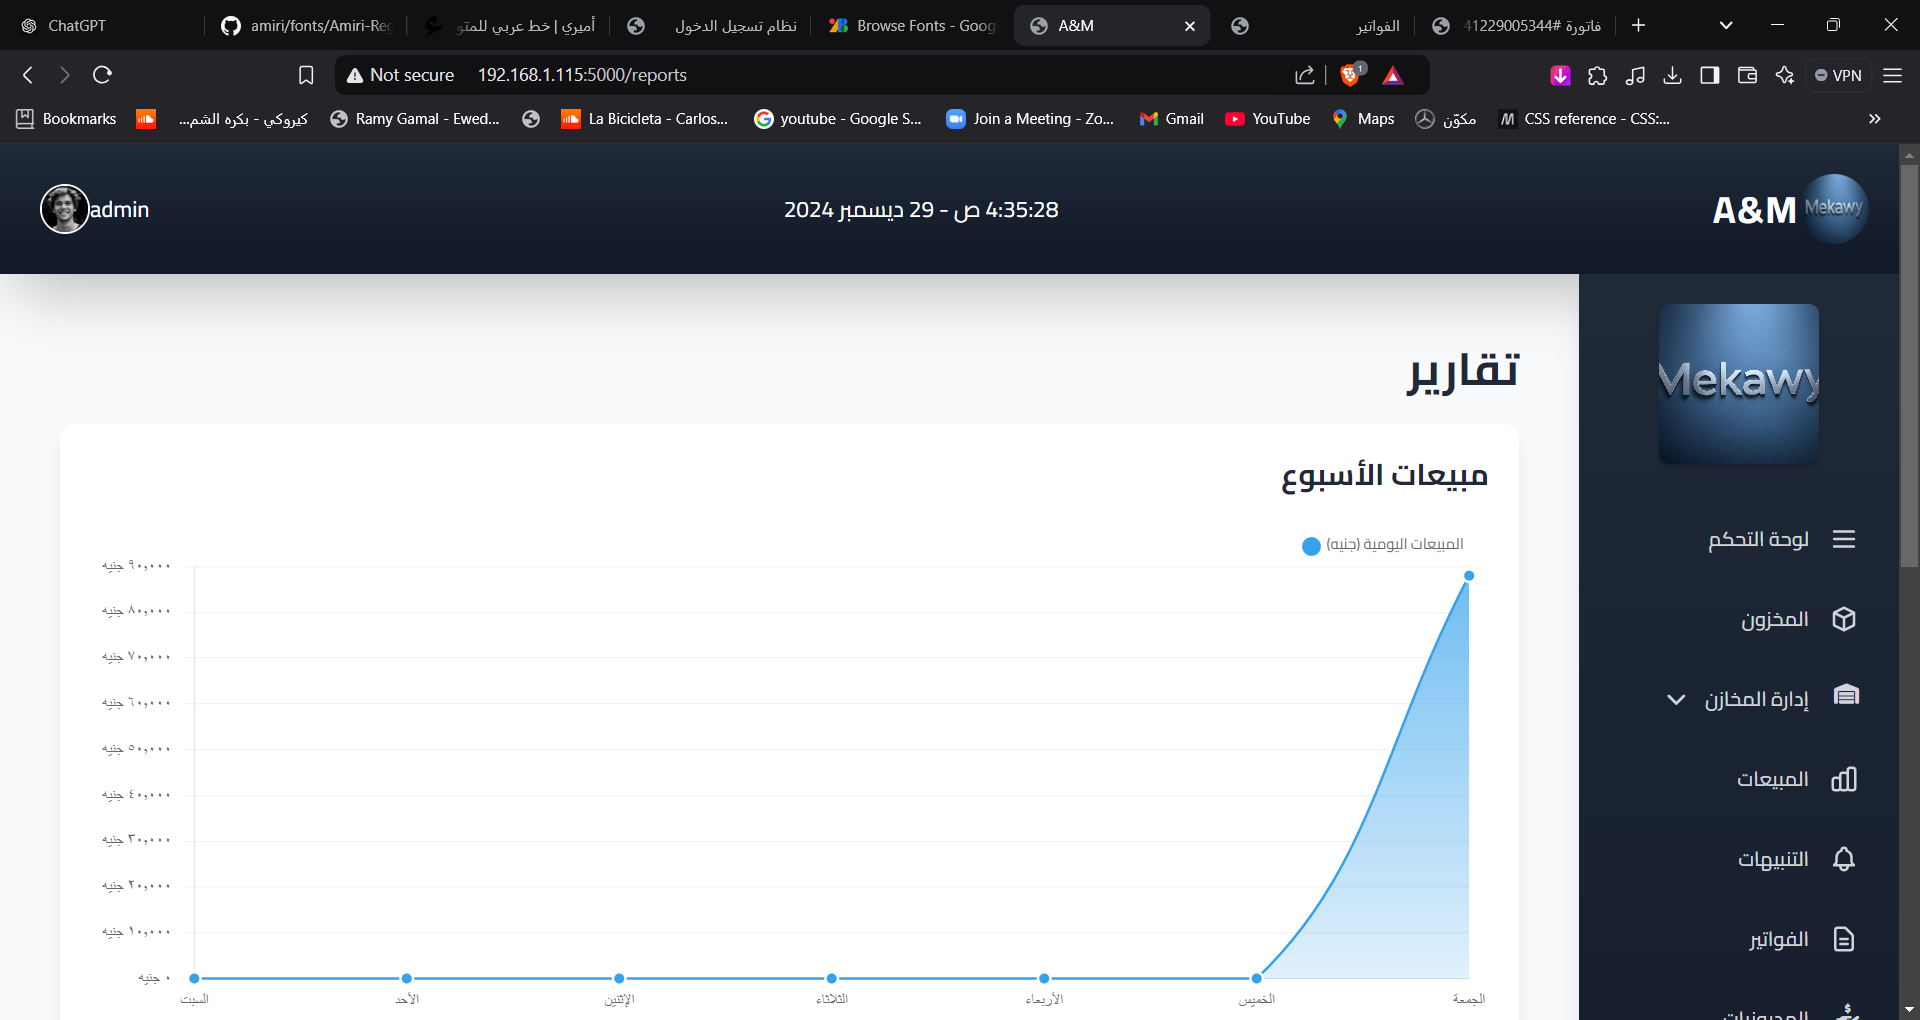 ChatGPT
amiri/fonts/Amiri-Re
أميري | خط عربي للمتو
نظام تسجيل الدخول
Browse Fonts - Goog
A&M
الفواتير
فاتورة #41229005344
Not secure
192.168.1.115:5000/reports
1
VPN
Bookmarks
كيروكي - بكره الشم...
Ramy Gamal - Ewed...
La Bicicleta - Carlos...
youtube - Google S...
Join a Meeting - Zo...
Gmail
YouTube
Maps
مكوّن
CSS reference - CSS:...
Mekawy
A&M
4:35:28 ص - 29 ديسمبر 2024
admin
Mekawy
لوحة التحكم
المخزون
إدارة المخازن
المبيعات
التنبيهات
الفواتير
تقارير
مبيعات الأسبوع
المبيعات اليومية (جنيه)
٩٠,٠٠٠ جنيه
٨٠,٠٠٠ جنيه
٧٠,٠٠٠ جنيه
٦٠,٠٠٠ جنيه
٥٠,٠٠٠ جنيه
٤٠,٠٠٠ جنيه
٣٠,٠٠٠ جنيه
٢٠,٠٠٠ جنيه
١٠,٠٠٠ جنيه
٠ جنيه
السبت
الأحد
الإثنين
الثلاثاء
الأربعاء
الخميس
الجمعة